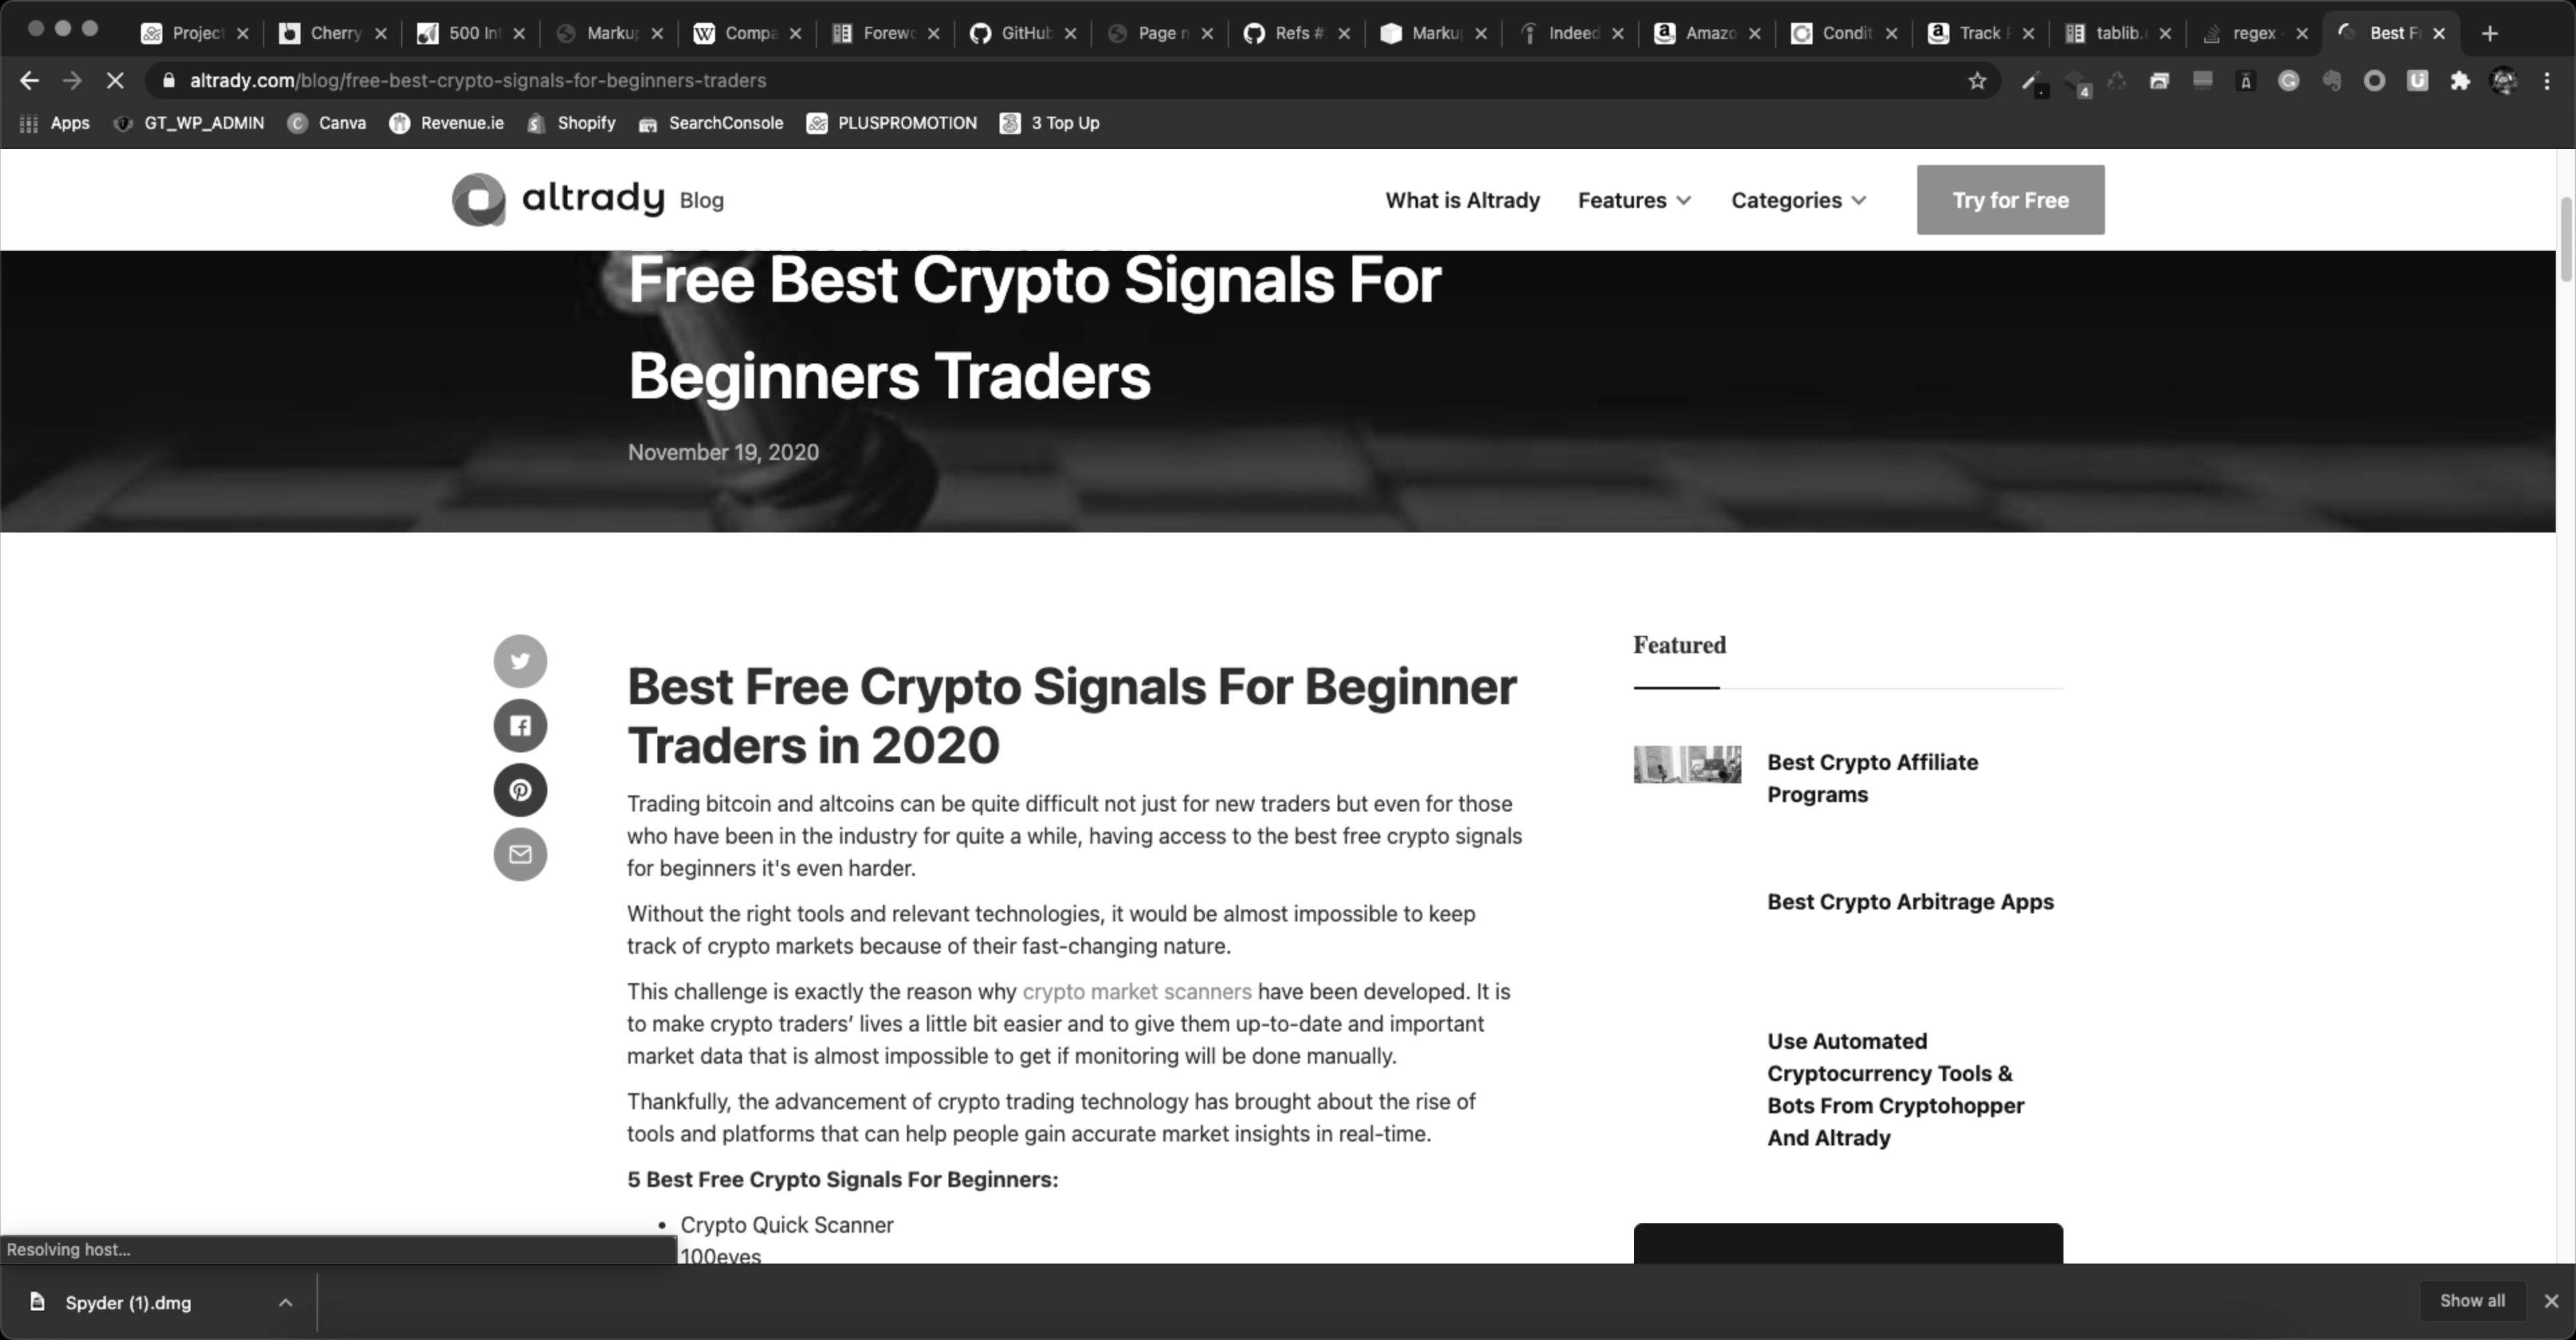 Project Cherry 500 Int Marku Compa Forewo GitHub Page n Refs # Marku Indeed Amazo Condit Track tablib. regex Best F
altrady.com/blog/free-best-crypto-signals-for-beginners-traders
4
Apps GT_WP_ADMIN Canva Revenue.ie Shopify SearchConsole PLUSPROMOTION 3 Top Up
altrady Blog What is Altrady Features Categories Try for Free
Free Best Crypto Signals For
Beginners Traders
November 19, 2020
Best Free Crypto Signals For Beginner
Traders in 2020
Trading bitcoin and altcoins can be quite difficult not just for new traders but even for those
who have been in the industry for quite a while, having access to the best free crypto signals
for beginners it's even harder.
Without the right tools and relevant technologies, it would be almost impossible to keep
track of crypto markets because of their fast-changing nature.
This challenge is exactly the reason why crypto market scanners have been developed. It is
to make crypto traders’ lives a little bit easier and to give them up-to-date and important
market data that is almost impossible to get if monitoring will be done manually.
Thankfully, the advancement of crypto trading technology has brought about the rise of
tools and platforms that can help people gain accurate market insights in real-time.
5 Best Free Crypto Signals For Beginners:
• Crypto Quick Scanner
100eyes
Featured
Best Crypto Affiliate
Programs
Best Crypto Arbitrage Apps
Use Automated
Cryptocurrency Tools &
Bots From Cryptohopper
And Altrady
Resolving host...
Spyder (1).dmg
Show all